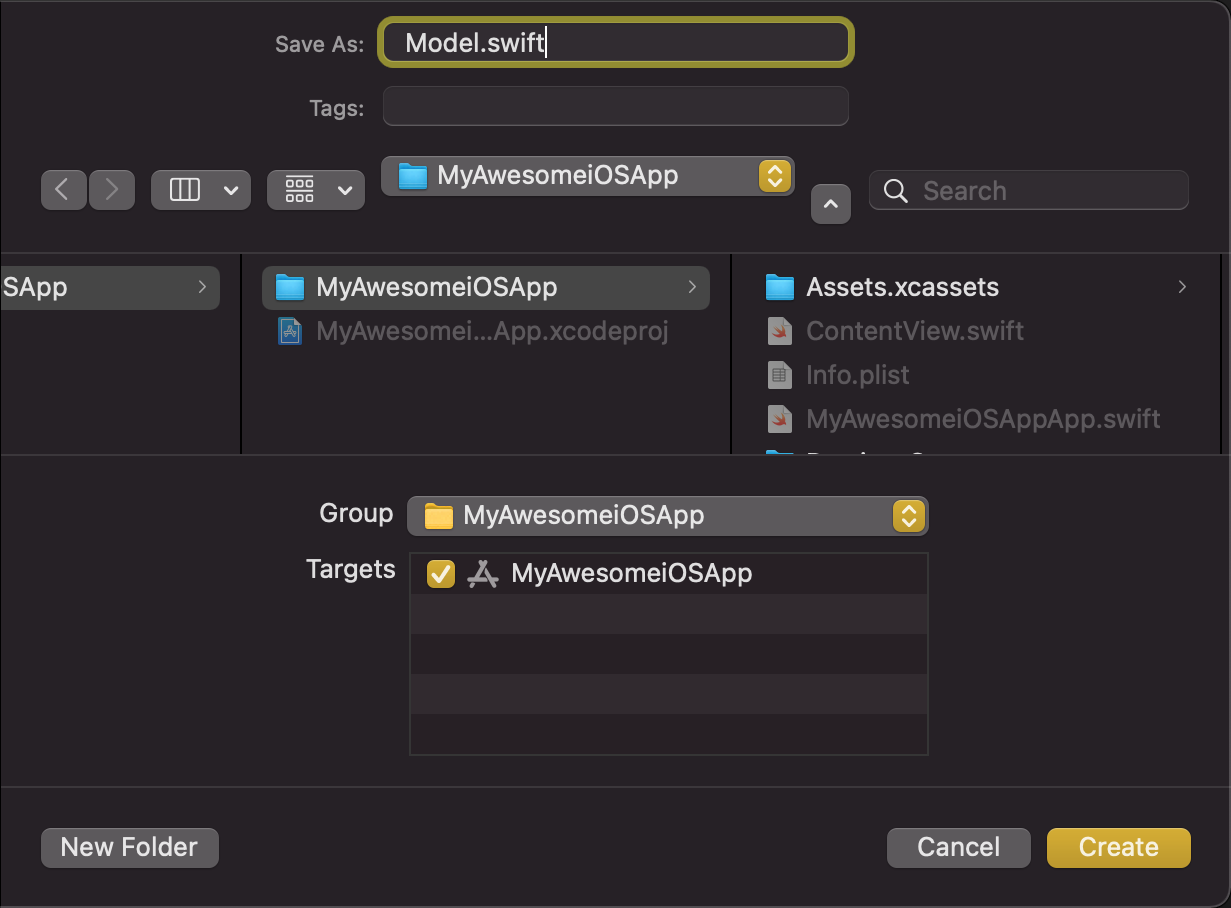 Save As: Model.swift
Tags:
MyAwesomeiOSApp
Search
SApp
MyAwesomeiOSApp
MyAwesomei...App.xcodeproj
Assets.xcassets
ContentView.swift
Info.plist
MyAwesomeiOSAppApp.swift
Group MyAwesomeiOSApp
Targets MyAwesomeiOSApp
New Folder Cancel Create